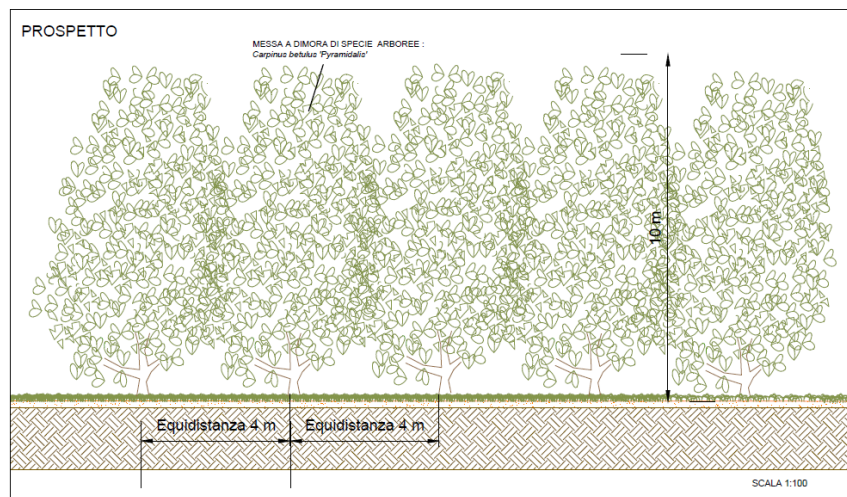 PROSPETTO
MESSA A DIMORA DI SPECIE ARBOREE :
Carpinus betulus 'Pyramidalis'
10 m
Equidistanza 4 m
Equidistanza 4 m
SCALA 1:100